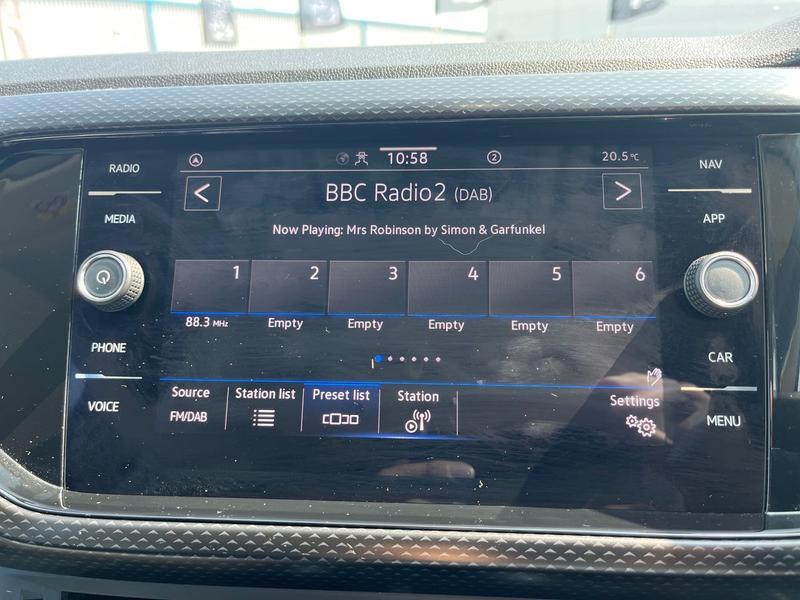 RADIO
MEDIA
PHONE
VOICE
10:58
2
20.5°C
BBC Radio2 (DAB)
Now Playing: Mrs Robinson by Simon & Garfunkel
1 2 3 4 5 6
88.3 MHz Empty Empty Empty Empty Empty
Source Station list Preset list Station Settings
FM/DAB
NAV
APP
CAR
MENU